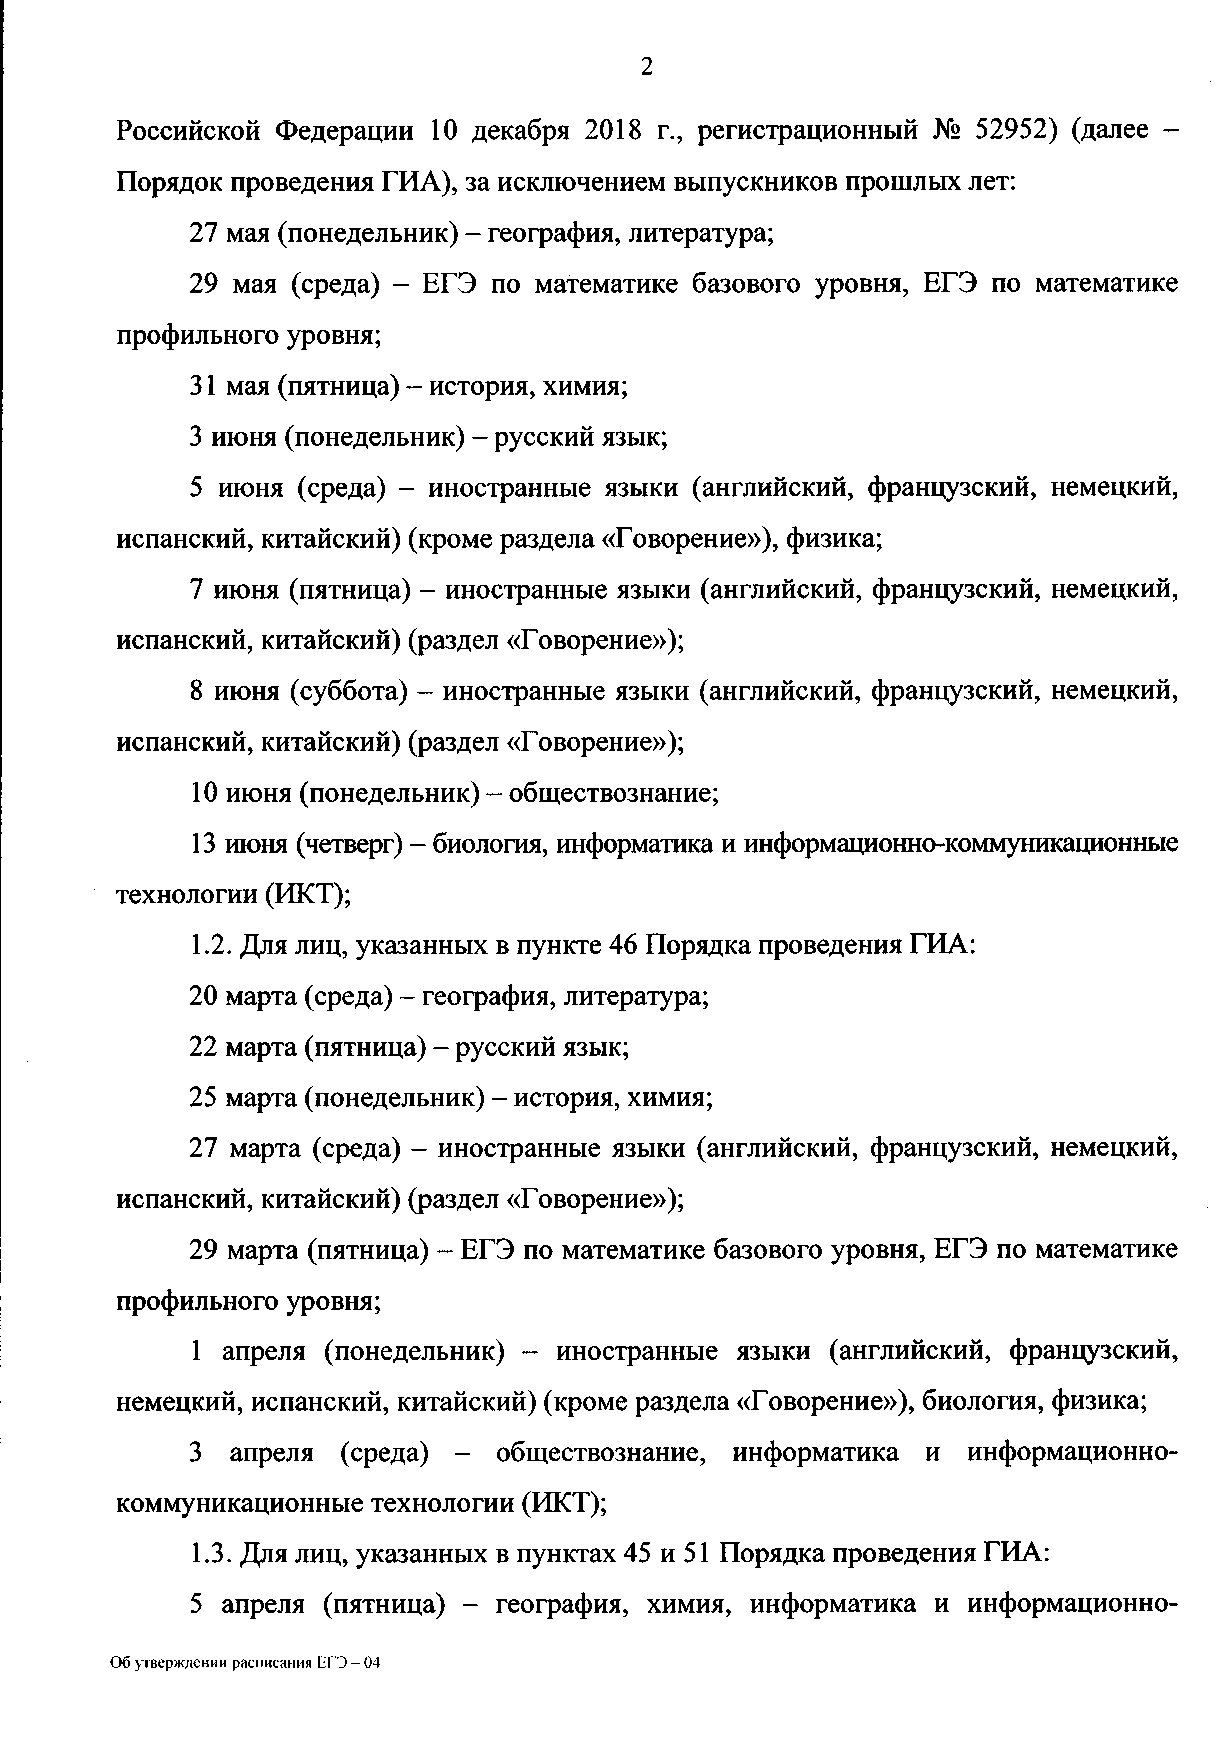 2
Российской Федерации 10 декабря 2018 г., регистрационный № 52952) (далее –
Порядок проведения ГИА), за исключением выпускников прошлых лет:
27 мая (понедельник) – география, литература;
29 мая (среда) – ЕГЭ по математике базового уровня, ЕГЭ по математике
профильного уровня;
31 мая (пятница) – история, химия;
3 июня (понедельник) – русский язык;
5 июня (среда) – иностранные языки (английский, французский, немецкий,
испанский, китайский) (кроме раздела «Говорение»), физика;
7 июня (пятница) – иностранные языки (английский, французский, немецкий,
испанский, китайский) (раздел «Говорение»);
8 июня (суббота) – иностранные языки (английский, французский, немецкий,
испанский, китайский) (раздел «Говорение»);
10 июня (понедельник) – обществознание;
13 июня (четверг) – биология, информатика и информационно-коммуникационные
технологии (ИКТ);
1.2. Для лиц, указанных в пункте 46 Порядка проведения ГИА:
20 марта (среда) – география, литература;
22 марта (пятница) – русский язык;
25 марта (понедельник) – история, химия;
27 марта (среда) – иностранные языки (английский, французский, немецкий,
испанский, китайский) (раздел «Говорение»);
29 марта (пятница) – ЕГЭ по математике базового уровня, ЕГЭ по математике
профильного уровня;
1 апреля (понедельник) – иностранные языки (английский, французский,
немецкий, испанский, китайский) (кроме раздела «Говорение»), биология, физика;
3 апреля (среда) – обществознание, информатика и информационно-
коммуникационные технологии (ИКТ);
1.3. Для лиц, указанных в пунктах 45 и 51 Порядка проведения ГИА:
5 апреля (пятница) – география, химия, информатика и информационно-
Об утверждении расписания ЕГЭ – 04